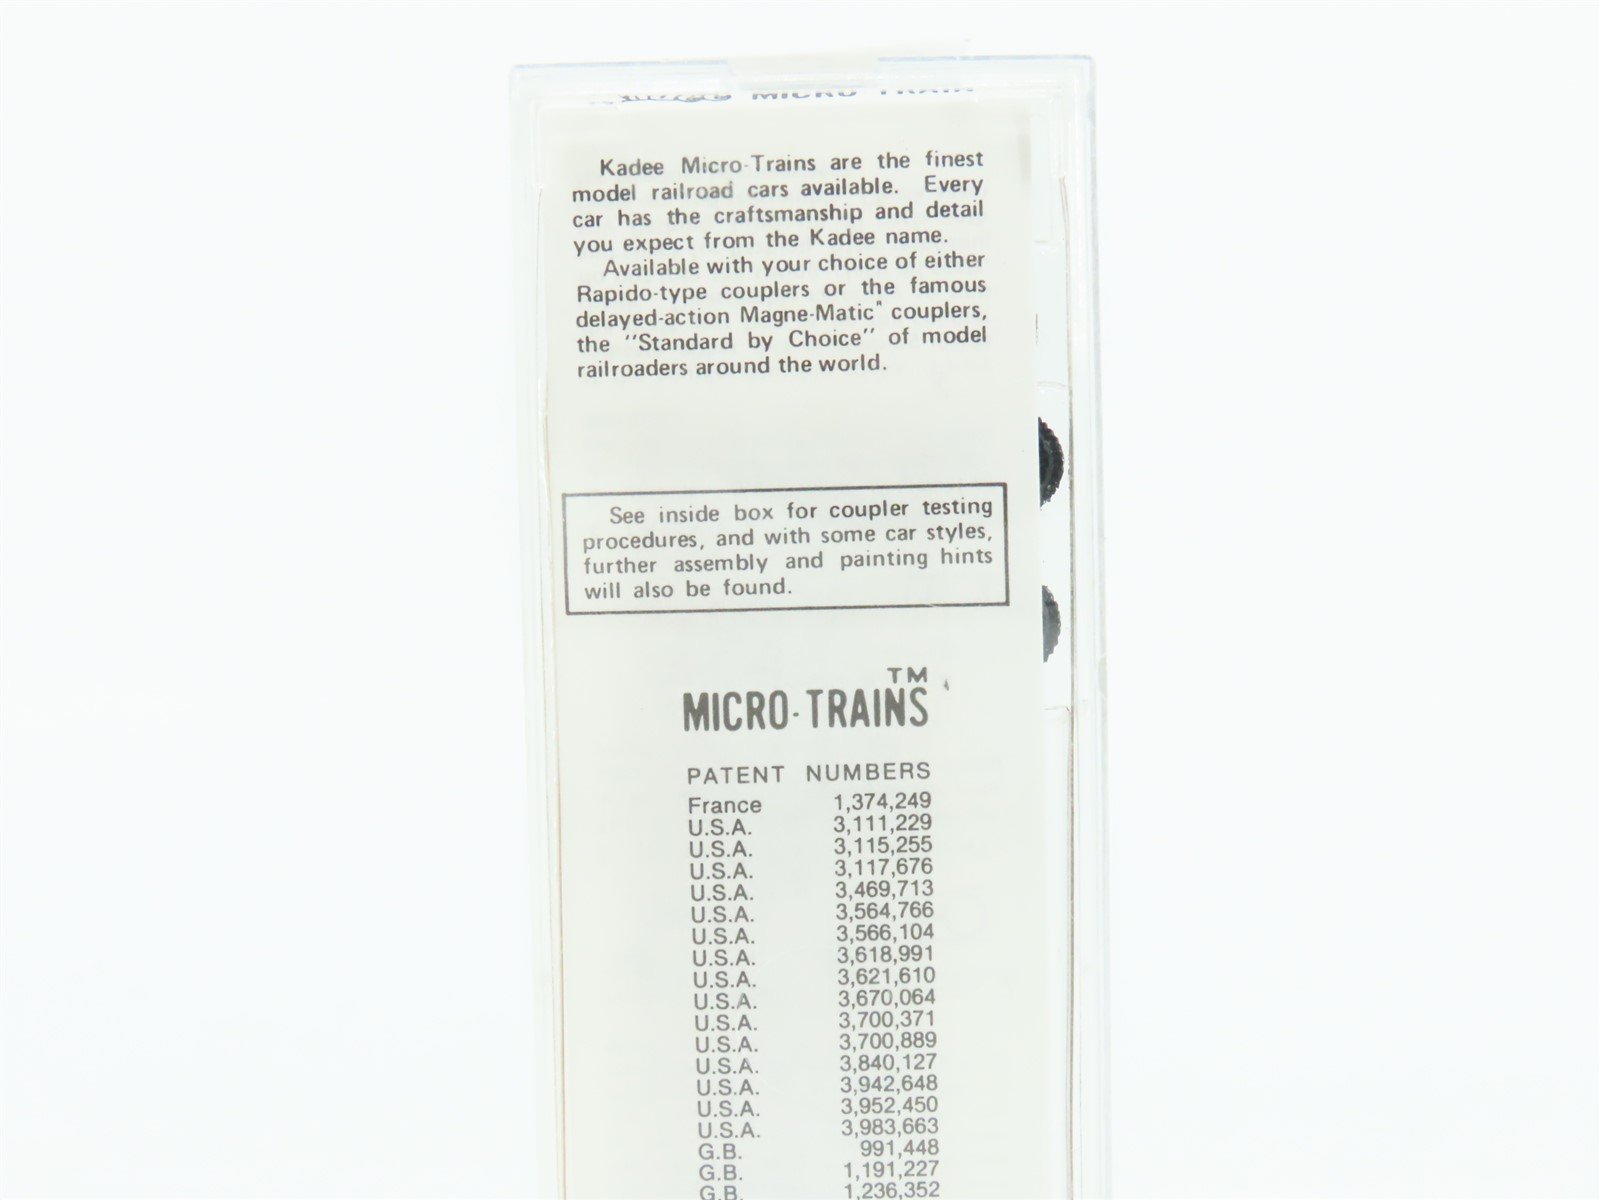 MICRO-TRAIN
Kadee Micro-Trains are the finest
model railroad cars available. Every
car has the craftsmanship and detail
you expect from the Kadee name.
Available with your choice of either
Rapido-type couplers or the famous
delayed-action Magne-Matic® couplers,
the "Standard by Choice" of model
railroaders around the world.
See inside box for coupler testing
procedures, and with some car styles,
further assembly and painting hints
will also be found.
MICRO-TRAINS™
PATENT NUMBERS
France 1,374,249
U.S.A. 3,111,229
U.S.A. 3,115,255
U.S.A. 3,117,676
U.S.A. 3,469,713
U.S.A. 3,564,766
U.S.A. 3,566,104
U.S.A. 3,618,991
U.S.A. 3,621,610
U.S.A. 3,670,064
U.S.A. 3,700,371
U.S.A. 3,700,889
U.S.A. 3,840,127
U.S.A. 3,942,648
U.S.A. 3,952,450
U.S.A. 3,983,663
G.B. 991,448
G.B. 1,191,227
G.B. 1,236,352